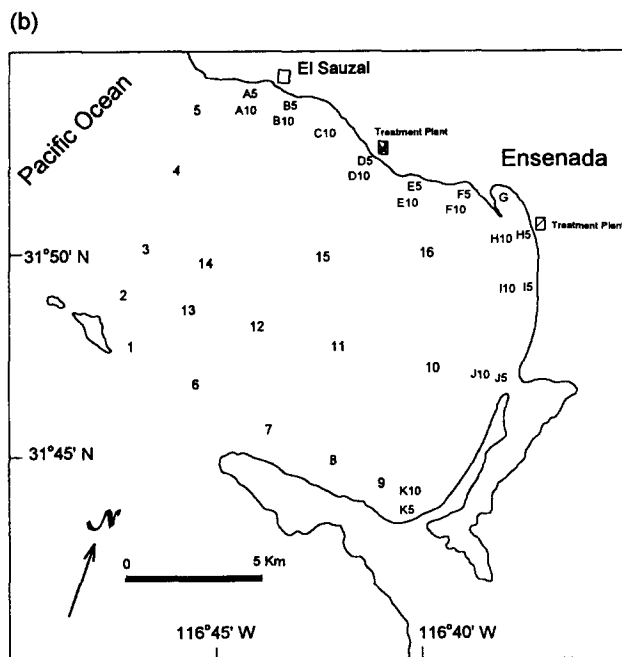 (b)
El Sauzal
Pacific Ocean
A5
5
A10
B5
B10
C10
Treatment Plant
D5
D10
Ensenada
4
E5
E10
F5
F10
G
H10
H5
Treatment Plant
31°50' N
3
14
15
16
2
13
I10
I5
12
1
11
6
10
J10
J5
7
31°45' N
8
9
K10
K5
N
0
5 Km
116°45' W
116°40' W